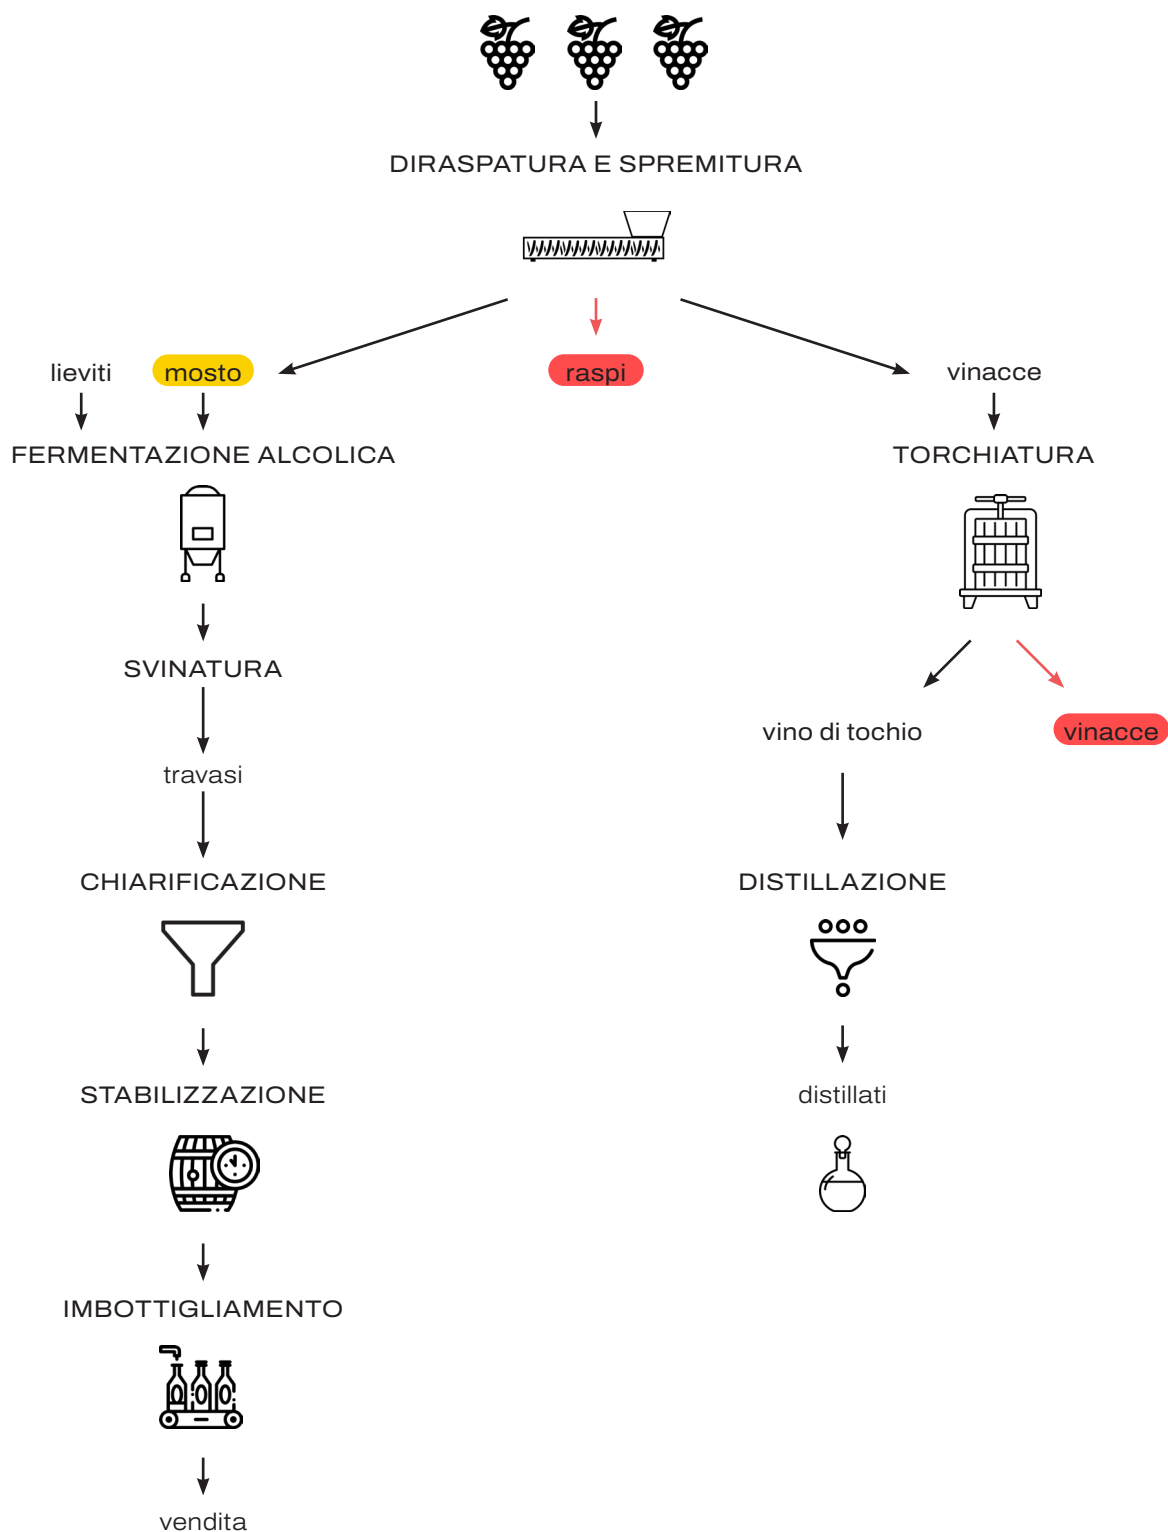 DIRASPATURA E SPREMITURA
lieviti
mosto
raspi
vinacce
FERMENTAZIONE ALCOLICA
TORCHIATURA
SVINATURA
vino di tochio
vinacce
travasi
CHIARIFICAZIONE
DISTILLAZIONE
STABILIZZAZIONE
distillati
IMBOTTIGLIAMENTO
vendita